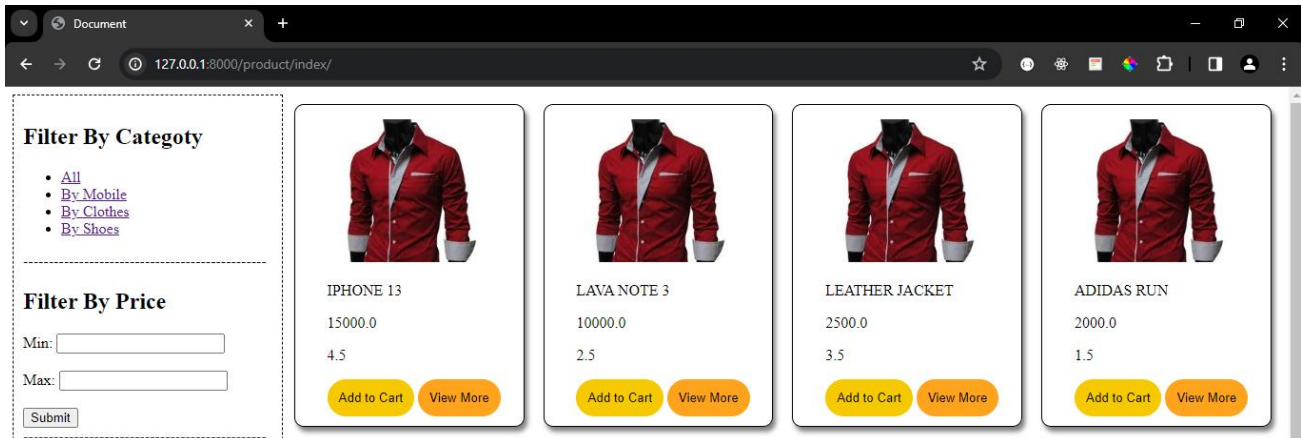 Document
127.0.0.1:8000/product/index/
Filter By Categoty
All
By Mobile
By Clothes
By Shoes
Filter By Price
Min:
Max:
Submit
IPHONE 13
15000.0
4.5
Add to Cart View More
LAVA NOTE 3
10000.0
2.5
Add to Cart View More
LEATHER JACKET
2500.0
3.5
Add to Cart View More
ADIDAS RUN
2000.0
1.5
Add to Cart View More